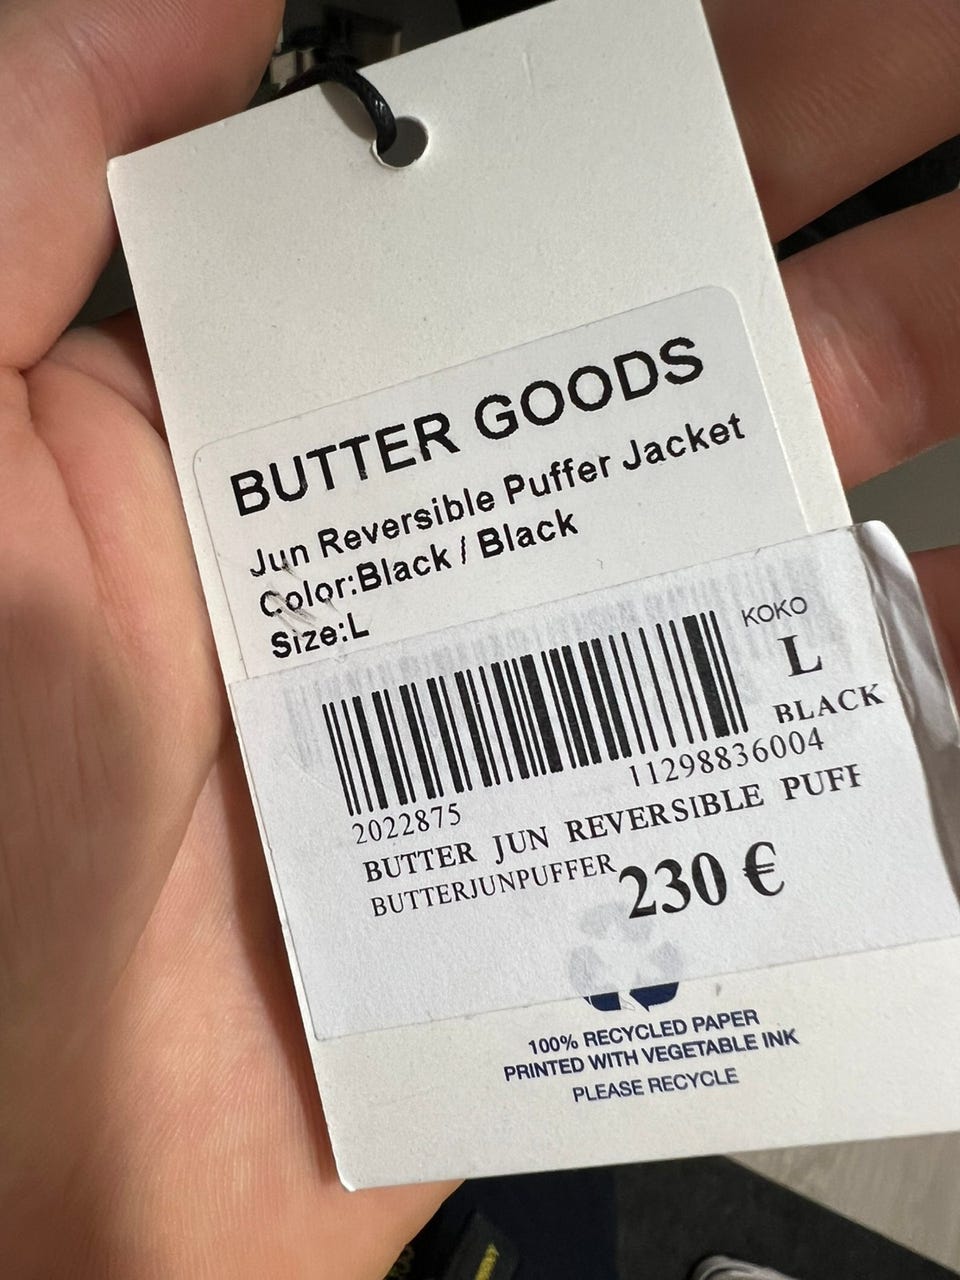 BUTTER GOODS
Jun Reversible Puffer Jacket
Color:Black / Black
Size:L
KOKO
L
BLACK
2022875 11298836004
BUTTER JUN REVERSIBLE PUFF
BUTTERJUNPUFFER 230 €
100% RECYCLED PAPER
PRINTED WITH VEGETABLE INK
PLEASE RECYCLE